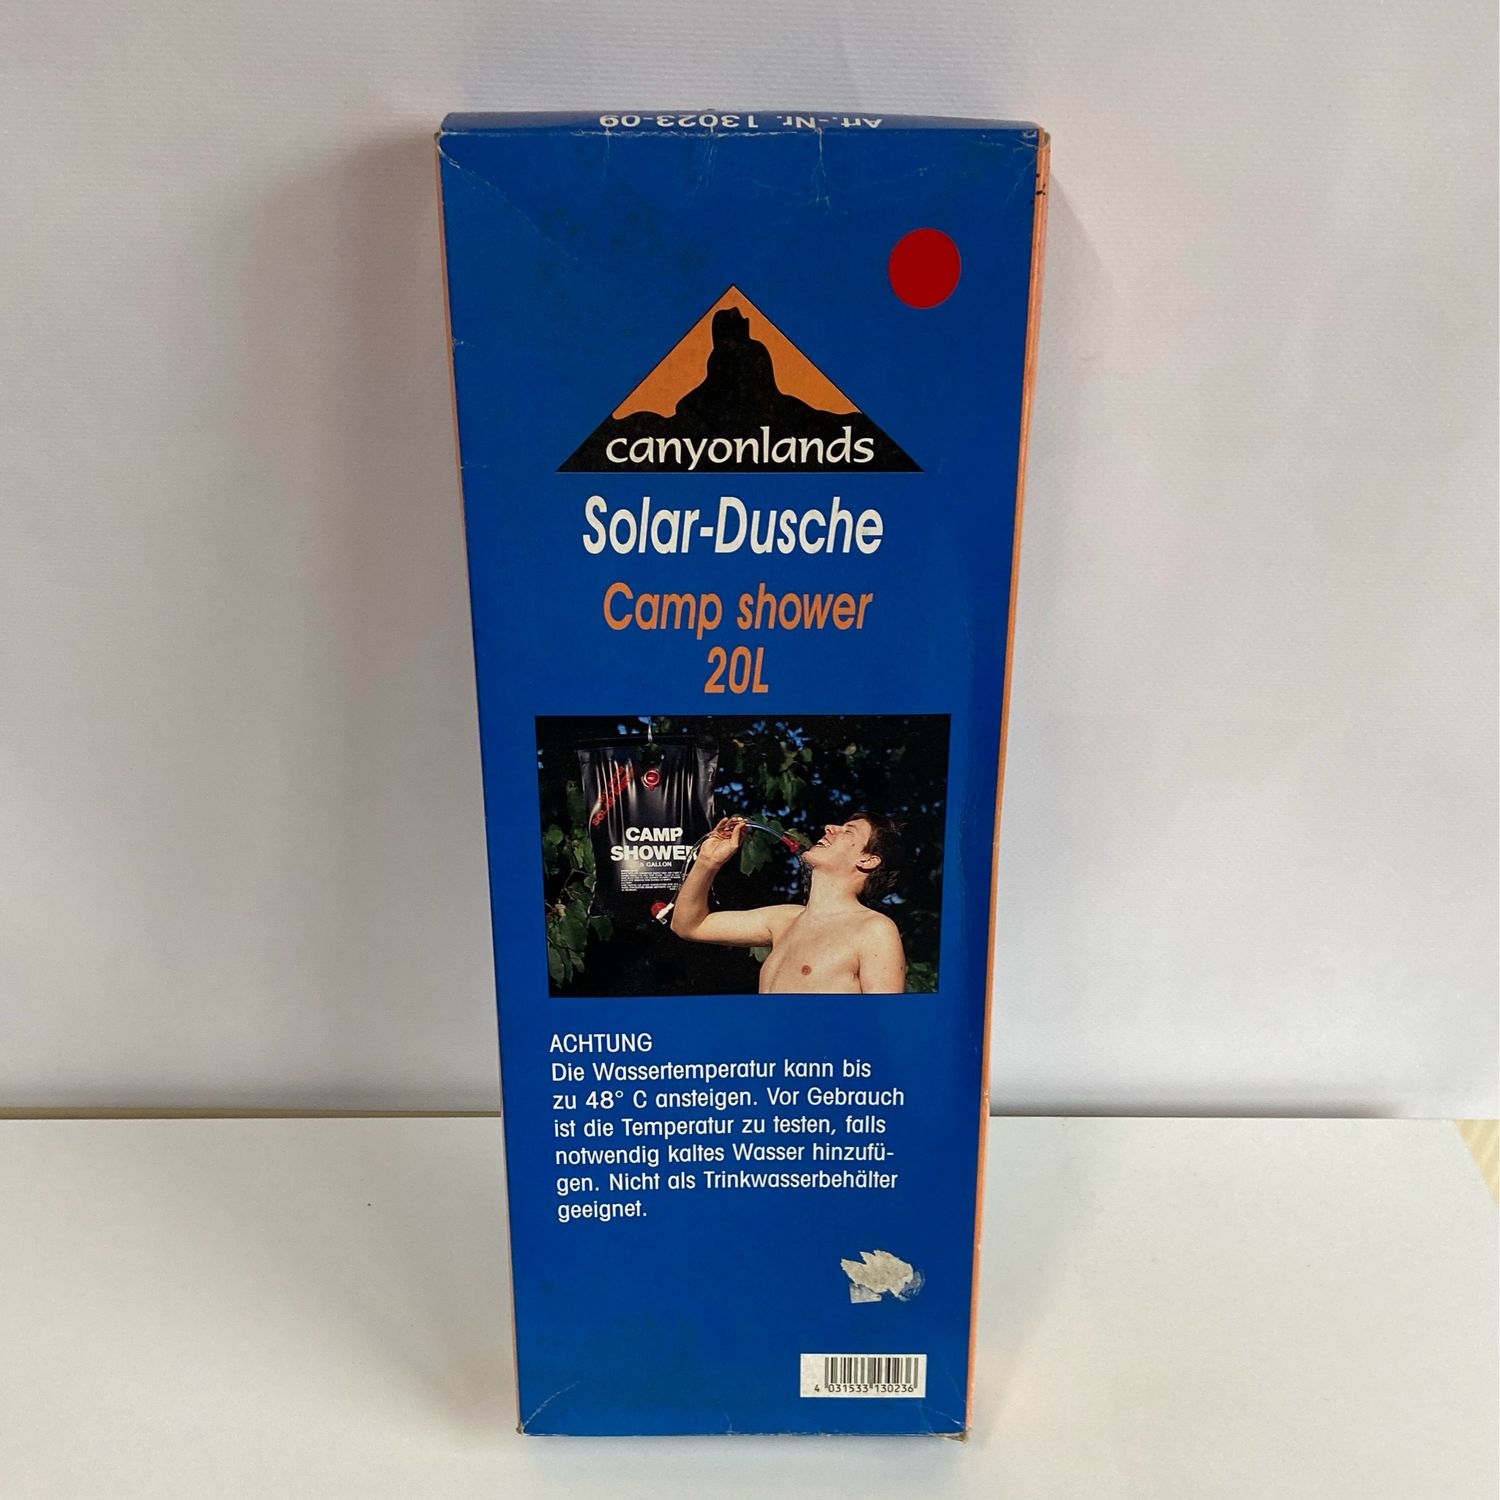 Art.-Nr. 13023-09
canyonlands
Solar-Dusche
Camp shower
20L
CAMP
SHOWER
5 GALLON
ACHTUNG
Die Wassertemperatur kann bis
zu 48° C ansteigen. Vor Gebrauch
ist die Temperatur zu testen, falls
notwendig kaltes Wasser hinzufü-
gen. Nicht als Trinkwasserbehälter
geeignet.
4 031533 130236